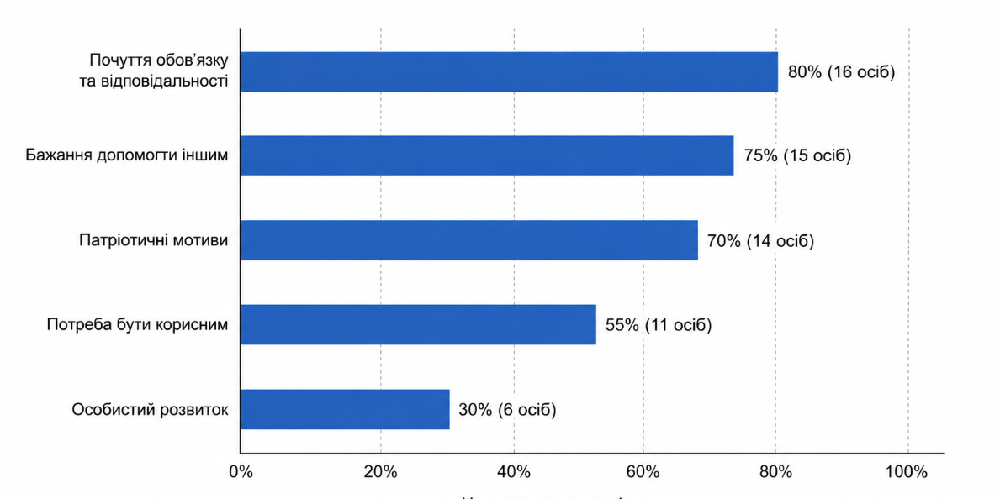 Почуття обов’язку
та відповідальності
80% (16 осіб)
Бажання допомогти іншим
75% (15 осіб)
Патріотичні мотиви
70% (14 осіб)
Потреба бути корисним
55% (11 осіб)
Особистий розвиток
30% (6 осіб)
0% 20% 40% 60% 80% 100%